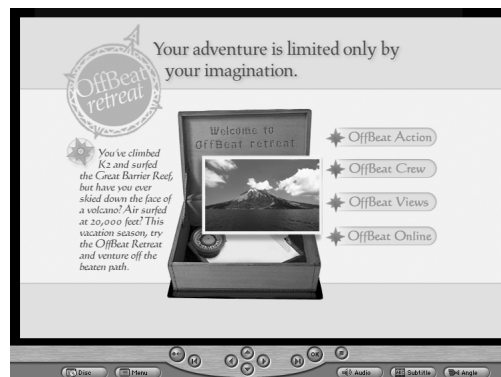 Your adventure is limited only by
your imagination.
OffBeat
retreat
Welcome to
OffBeat retreat
You've climbed
K2 and surfed
the Great Barrier Reef,
but have you ever
skied down the face of
a volcano? Air surfed
at 20,000 feet? This
vacation season, try
the OffBeat Retreat
and venture off the
beaten path.
OffBeat Action
OffBeat Crew
OffBeat Views
OffBeat Online
OK
Disc
Menu
Audio
Subtitle
Angle